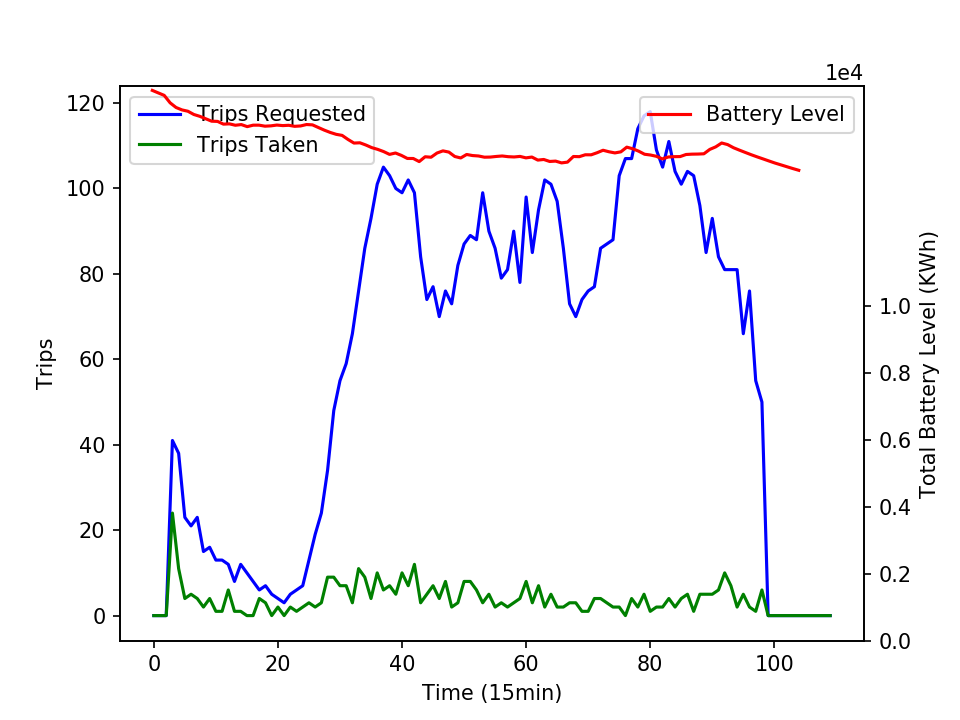 1e4
120
100
80
60
40
20
0
Trips
Trips Requested
Trips Taken
Battery Level
1.0
0.8
0.6
0.4
0.2
0.0
Total Battery Level (KWh)
0 20 40 60 80 100
Time (15min)